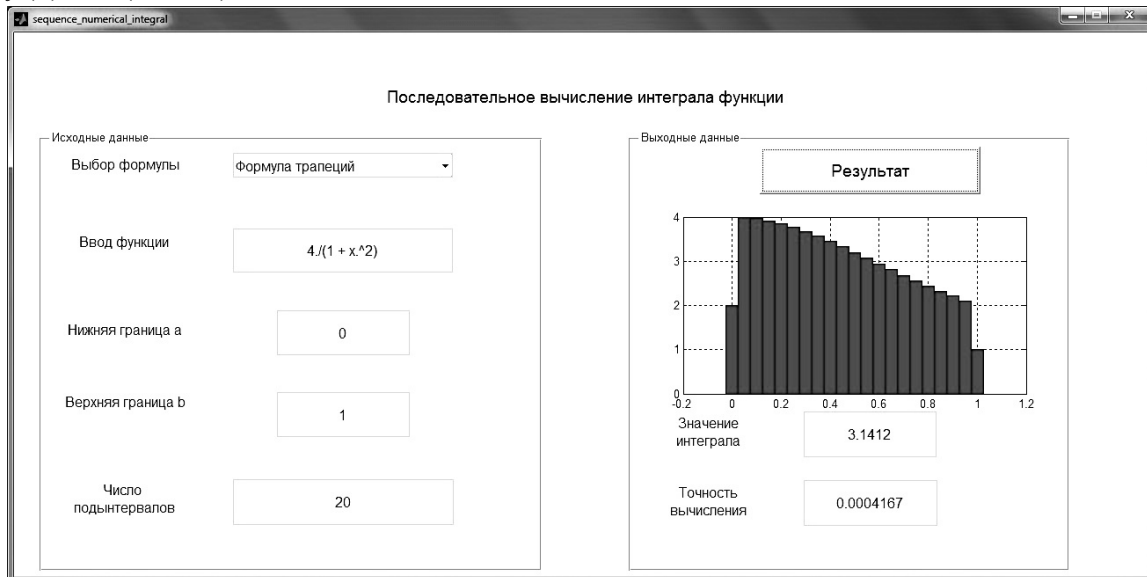 sequence_numerical_integral
Последовательное вычисление интеграла функции
Исходные данные
Выбор формулы
Формула трапеций
Ввод функции
4./(1 + x.^2)
Нижняя граница a
0
Верхняя граница b
1
Число
подынтервалов
20
Выходные данные
Результат
4
3
2
1
0
-0.2 0 0.2 0.4 0.6 0.8 1 1.2
Значение
интеграла
3.1412
Точность
вычисления
0.0004167